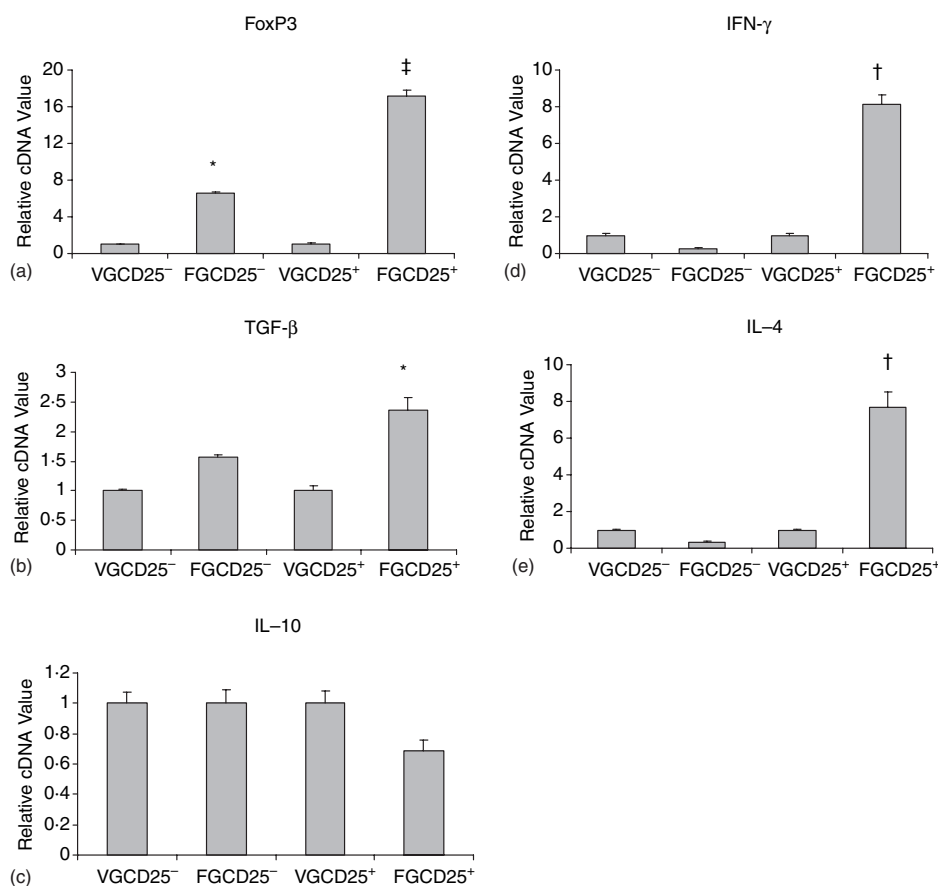 FoxP3
Relative cDNA Value
20
16
12
8
4
0
*
‡
VGCD25⁻ FGCD25⁻ VGCD25⁺ FGCD25⁺
(a)
TGF-β
Relative cDNA Value
3
2·5
2
1·5
1
0·5
0
*
VGCD25⁻ FGCD25⁻ VGCD25⁺ FGCD25⁺
(b)
IL–10
Relative cDNA Value
1·2
1
0·8
0·6
0·4
0·2
0
VGCD25⁻ FGCD25⁻ VGCD25⁺ FGCD25⁺
(c)
IFN-γ
Relative cDNA Value
10
8
6
4
2
0
†
VGCD25⁻ FGCD25⁻ VGCD25⁺ FGCD25⁺
(d)
IL–4
Relative cDNA Value
10
8
6
4
2
0
†
VGCD25⁻ FGCD25⁻ VGCD25⁺ FGCD25⁺
(e)